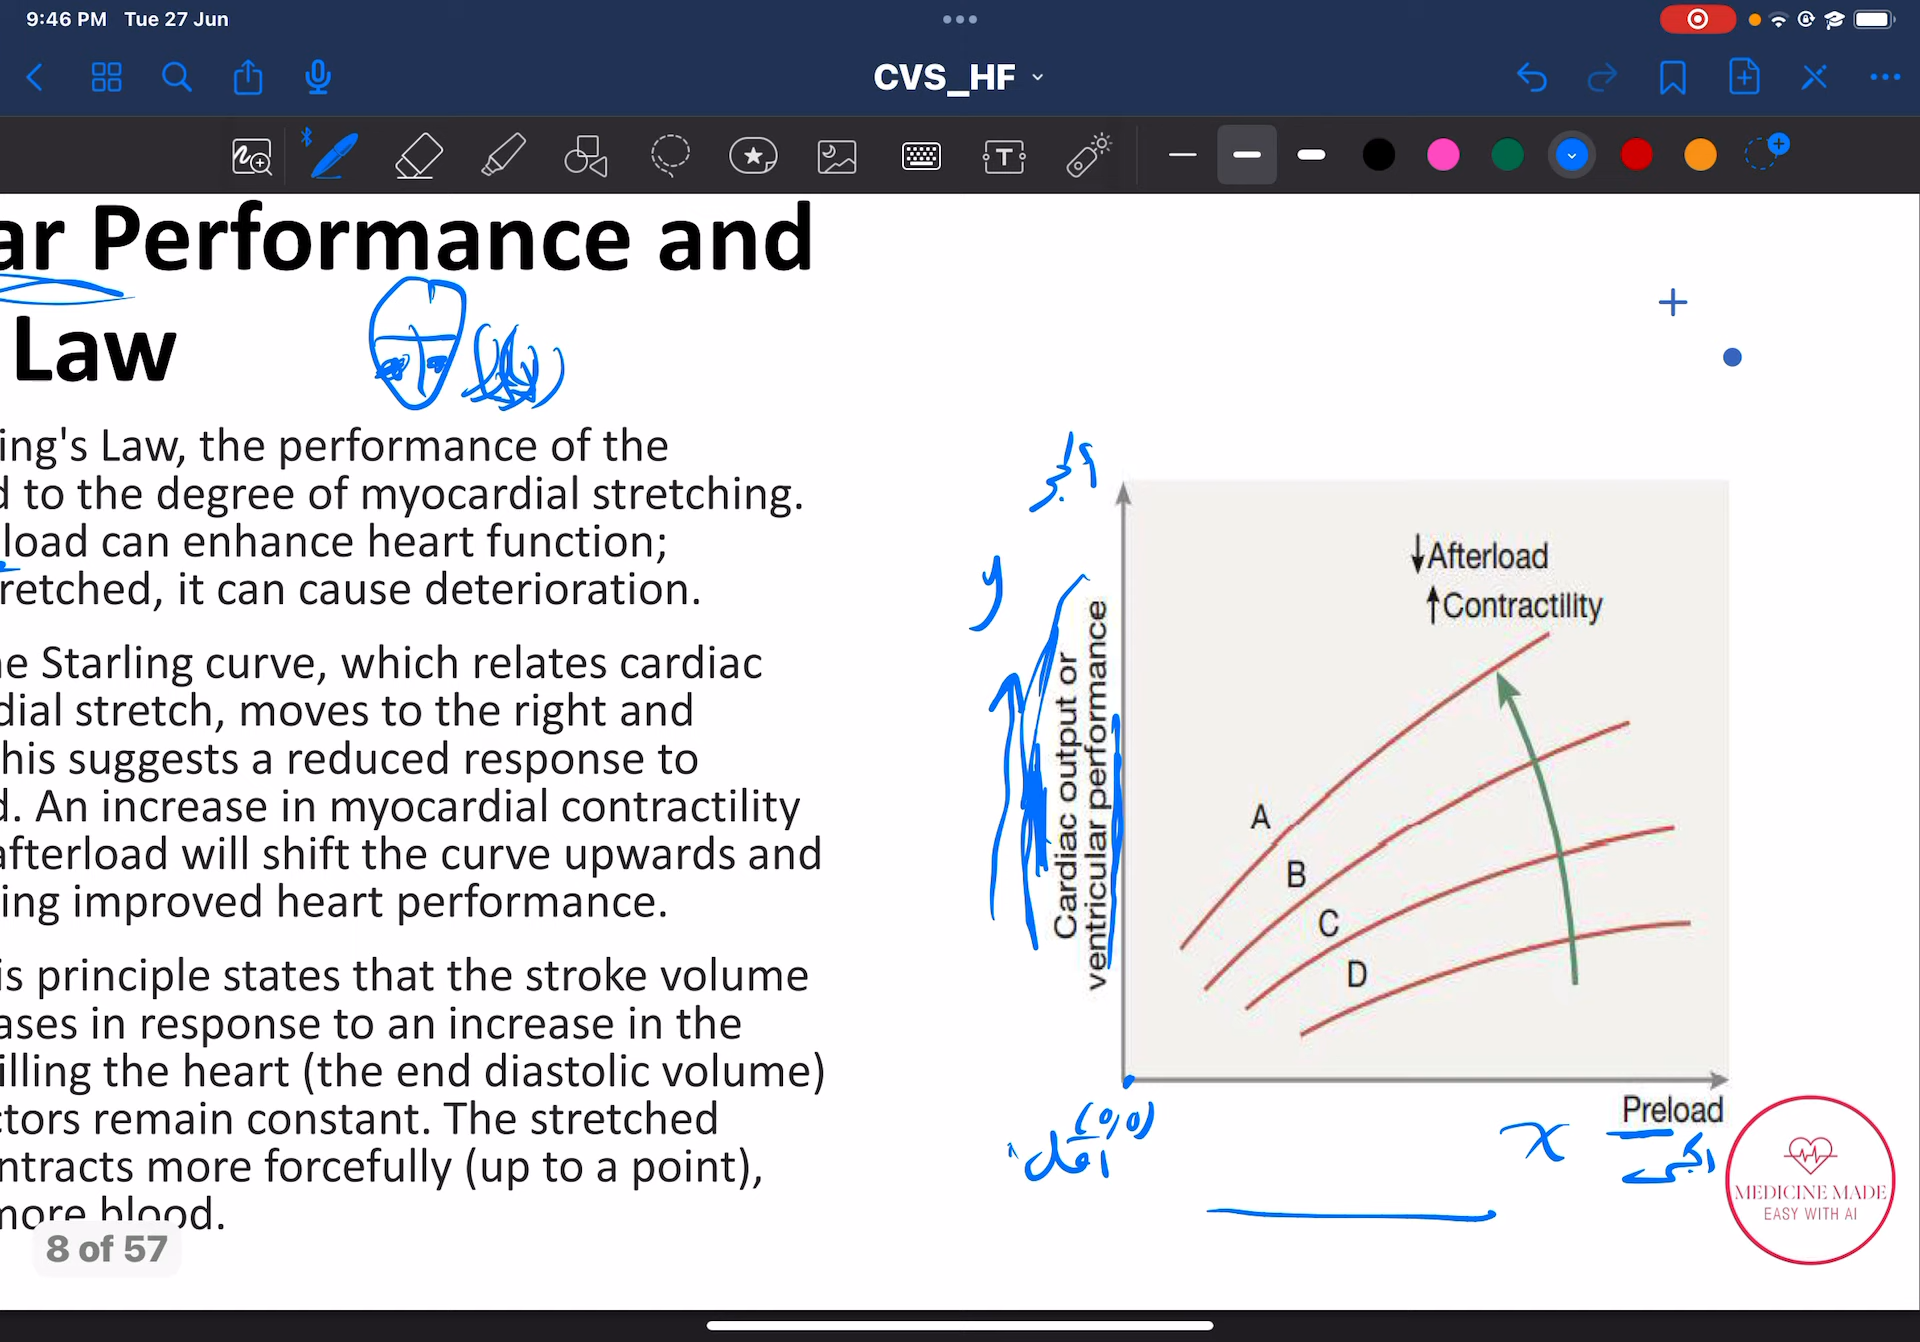 9:46 PM Tue 27 Jun
CVS_HF
T
ar Performance and
Law
ing's Law, the performance of the
d to the degree of myocardial stretching.
load can enhance heart function;
retched, it can cause deterioration.
ne Starling curve, which relates cardiac
dial stretch, moves to the right and
his suggests a reduced response to
d. An increase in myocardial contractility
afterload will shift the curve upwards and
ing improved heart performance.
is principle states that the stroke volume
ases in response to an increase in the
illing the heart (the end diastolic volume)
ctors remain constant. The stretched
ntracts more forcefully (up to a point),
more blood.
8 of 57
y
Cardiac output or
ventricular performance
↓Afterload
↑Contractility
A
B
C
D
Preload
(0,0)
اقل
x
MEDICINE MADE
EASY WITH AI